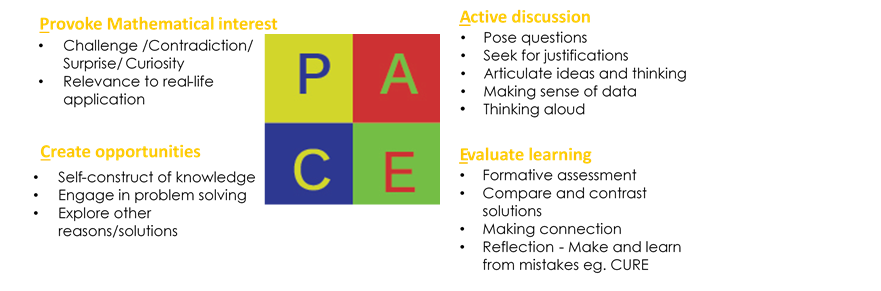 Provoke Mathematical interest
• Challenge /Contradiction/
Surprise/ Curiosity
• Relevance to real-life
application
P A
C E
Active discussion
• Pose questions
• Seek for justifications
• Articulate ideas and thinking
• Making sense of data
• Thinking aloud
Create opportunities
• Self-construct of knowledge
• Engage in problem solving
• Explore other
reasons/solutions
Evaluate learning
• Formative assessment
• Compare and contrast
solutions
• Making connection
• Reflection - Make and learn
from mistakes eg. CURE